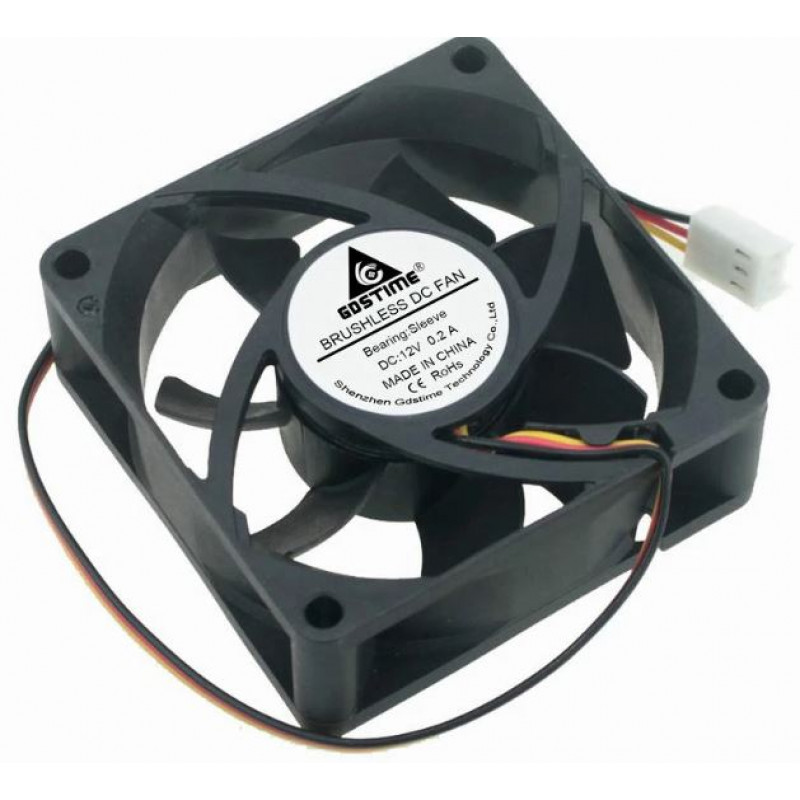 GDSTIME®
BRUSHLESS DC FAN
Bearing:Sleeve
DC:12V 0.2 A
MADE IN CHINA
CE RoHs
Shenzhen Gdstime Technology Co.,Ltd